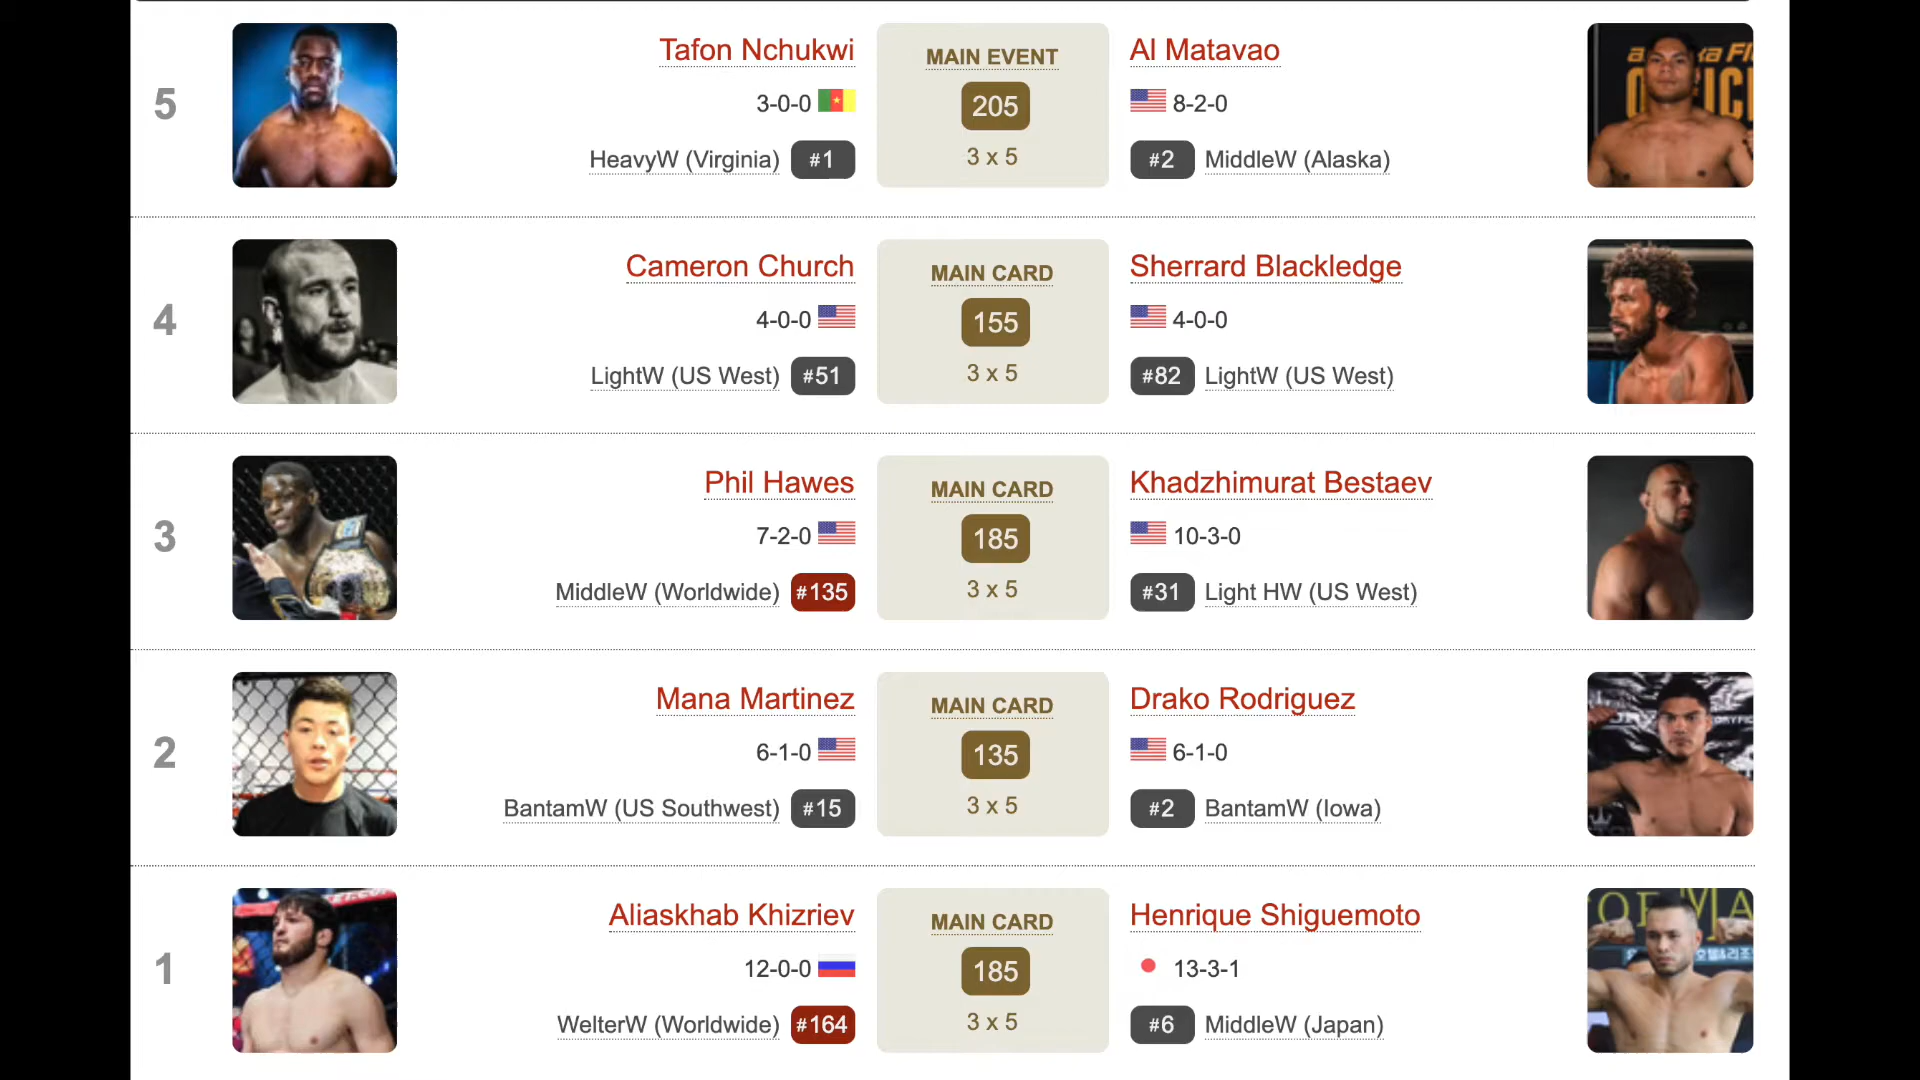 5
Tafon Nchukwi
3-0-0
HeavyW (Virginia) #1
MAIN EVENT
205
3 x 5
Al Matavao
8-2-0
#2 MiddleW (Alaska)
4
Cameron Church
4-0-0
LightW (US West) #51
MAIN CARD
155
3 x 5
Sherrard Blackledge
4-0-0
#82 LightW (US West)
3
Phil Hawes
7-2-0
MiddleW (Worldwide) #135
MAIN CARD
185
3 x 5
Khadzhimurat Bestaev
10-3-0
#31 Light HW (US West)
2
Mana Martinez
6-1-0
BantamW (US Southwest) #15
MAIN CARD
135
3 x 5
Drako Rodriguez
6-1-0
#2 BantamW (Iowa)
1
Aliaskhab Khizriev
12-0-0
WelterW (Worldwide) #164
MAIN CARD
185
3 x 5
Henrique Shiguemoto
13-3-1
#6 MiddleW (Japan)